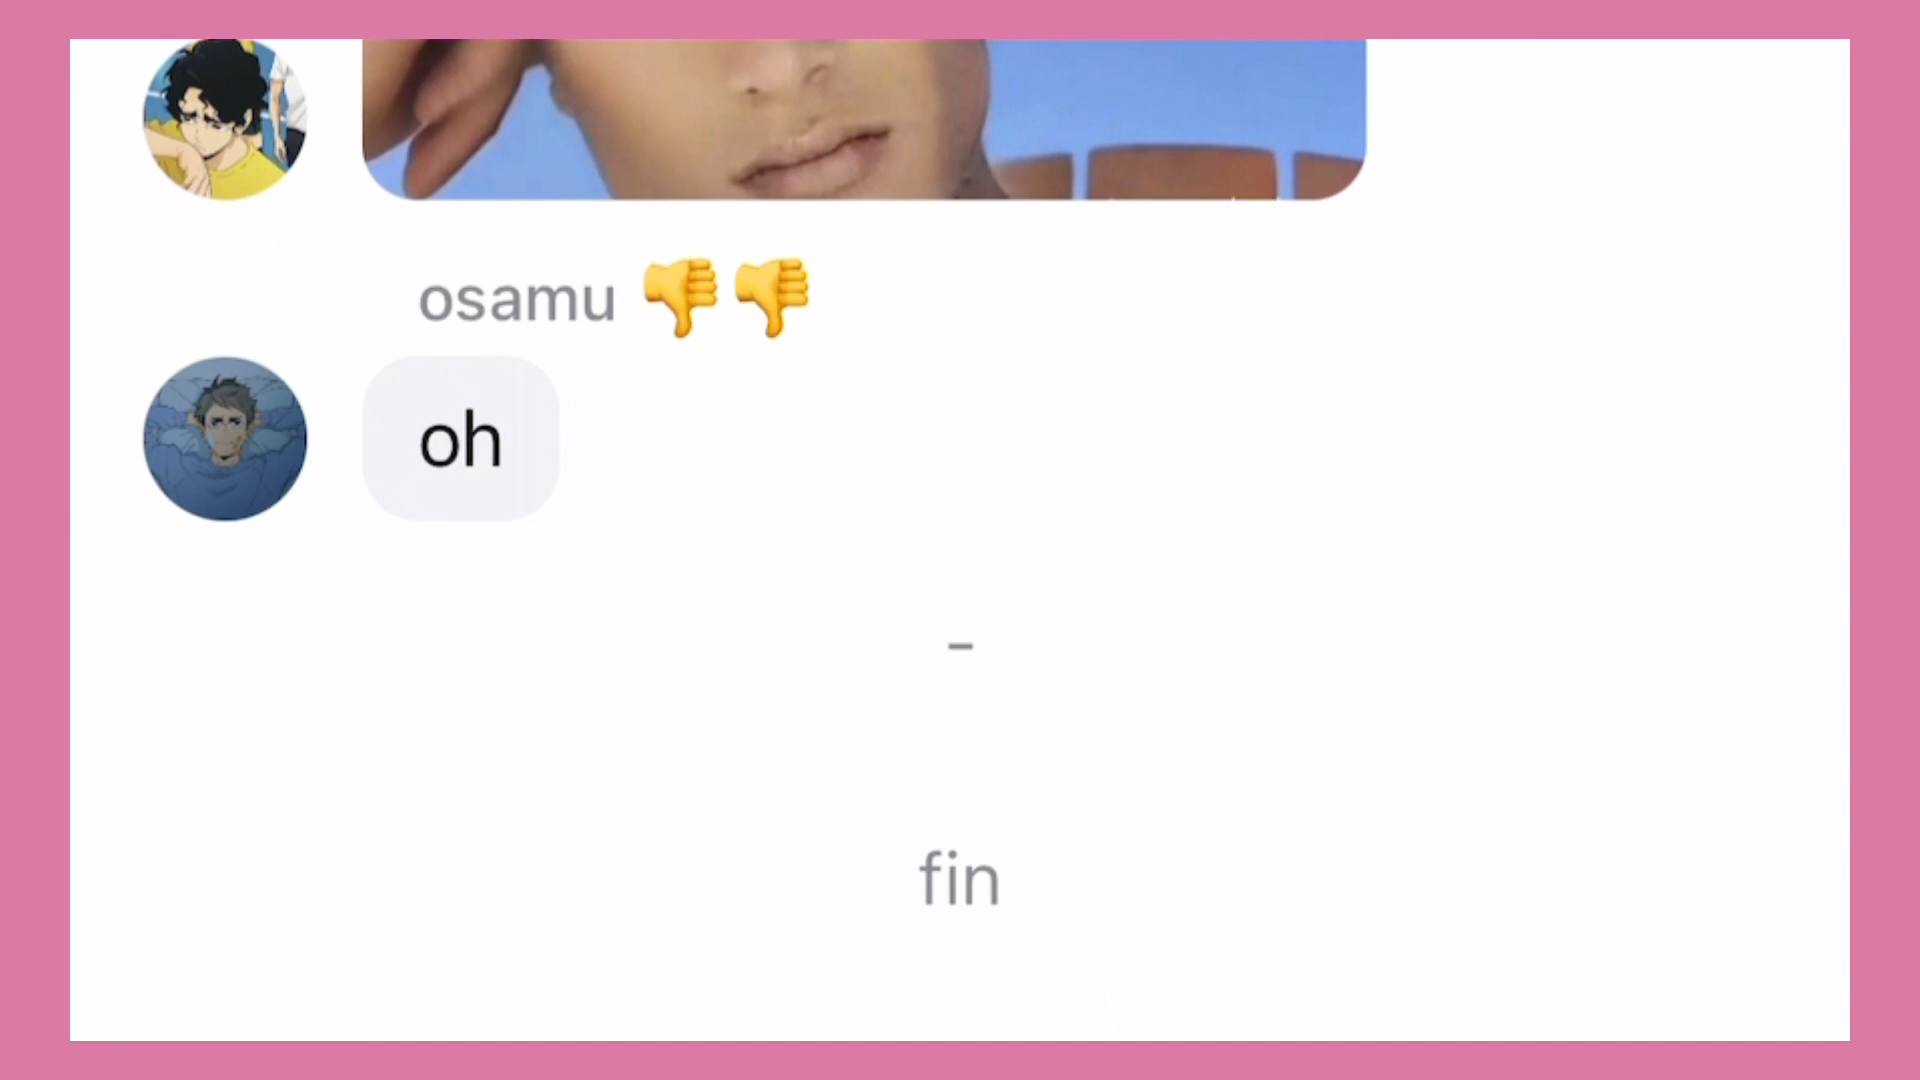 osamu 👎👎
oh
-
fin